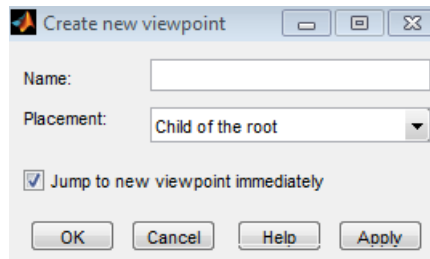 Create new viewpoint
Name:
Placement:
Child of the root
Jump to new viewpoint immediately
OK Cancel Help Apply